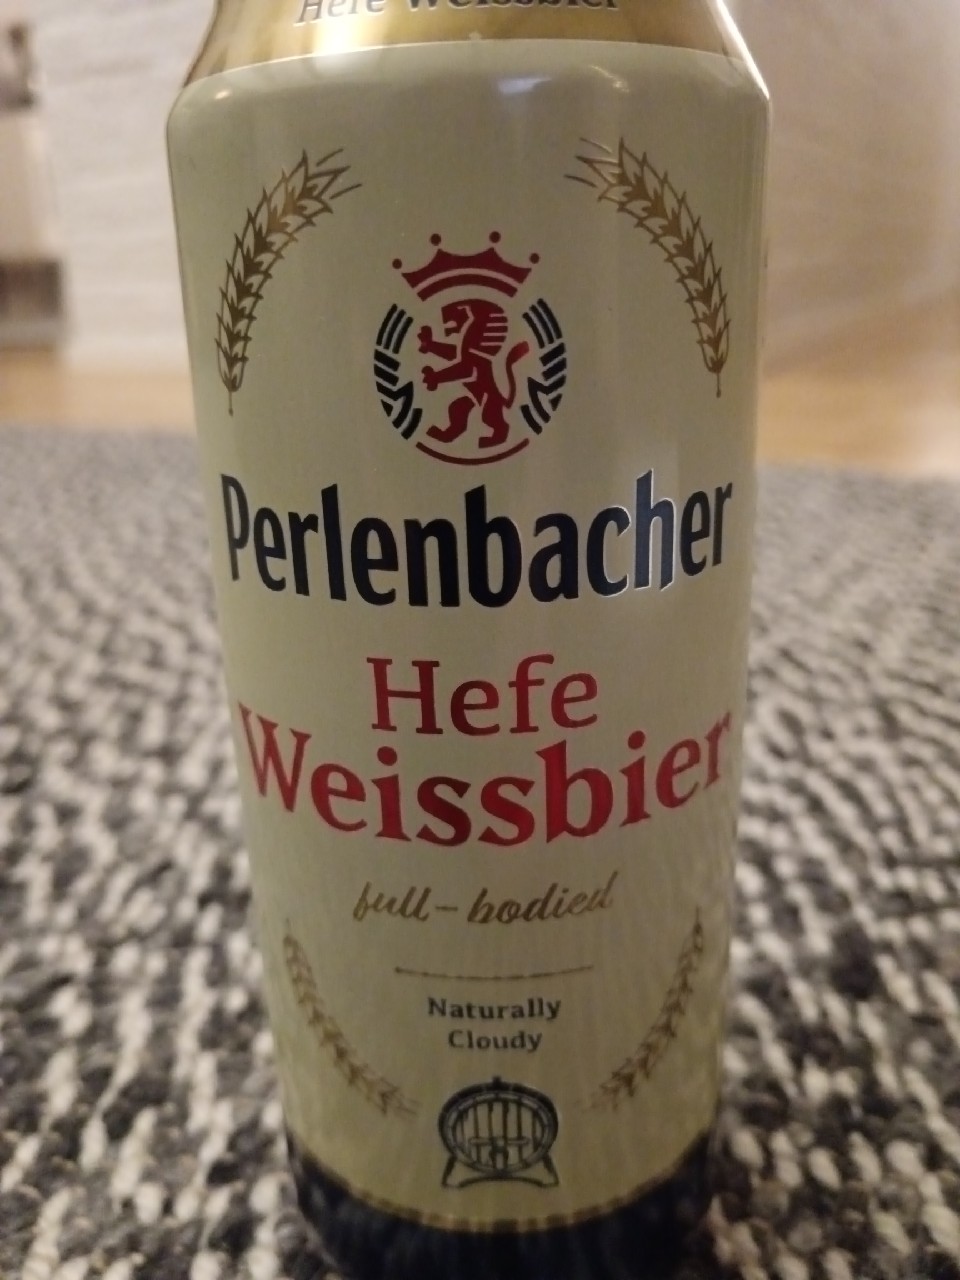 Hefe Weissbier
Perlenbacher
Hefe
Weissbier
full-bodied
Naturally
Cloudy